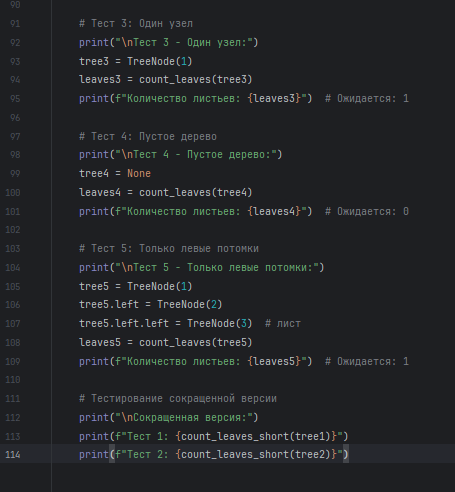 90
91 # Тест 3: Один узел
92 print("\nТест 3 - Один узел:")
93 tree3 = TreeNode(1)
94 leaves3 = count_leaves(tree3)
95 print(f"Количество листьев: {leaves3}")  # Ожидается: 1
96
97 # Тест 4: Пустое дерево
98 print("\nТест 4 - Пустое дерево:")
99 tree4 = None
100 leaves4 = count_leaves(tree4)
101 print(f"Количество листьев: {leaves4}")  # Ожидается: 0
102
103 # Тест 5: Только левые потомки
104 print("\nТест 5 - Только левые потомки:")
105 tree5 = TreeNode(1)
106 tree5.left = TreeNode(2)
107 tree5.left.left = TreeNode(3)  # лист
108 leaves5 = count_leaves(tree5)
109 print(f"Количество листьев: {leaves5}")  # Ожидается: 1
110
111 # Тестирование сокращенной версии
112 print("\nСокращенная версия:")
113 print(f"Тест 1: {count_leaves_short(tree1)}")
114 print(f"Тест 2: {count_leaves_short(tree2)}")